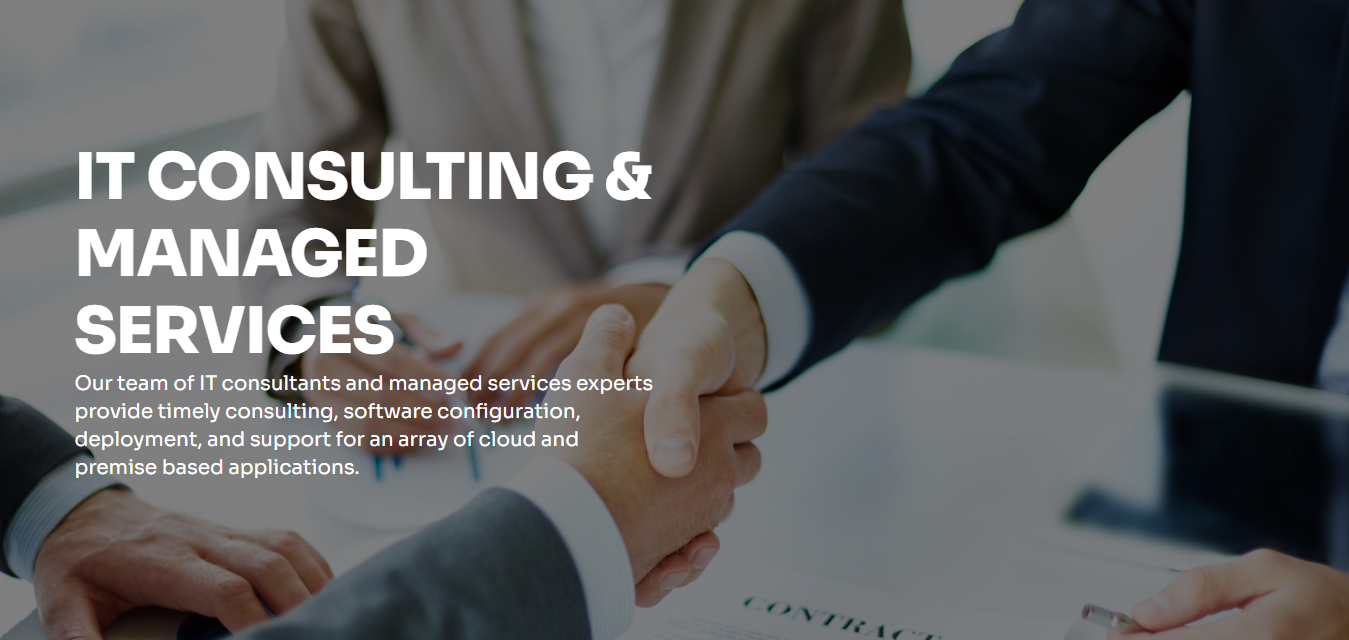 IT CONSULTING &
MANAGED
SERVICES
Our team of IT consultants and managed services experts
provide timely consulting, software configuration,
deployment, and support for an array of cloud and
premise based applications.
CONTRACT